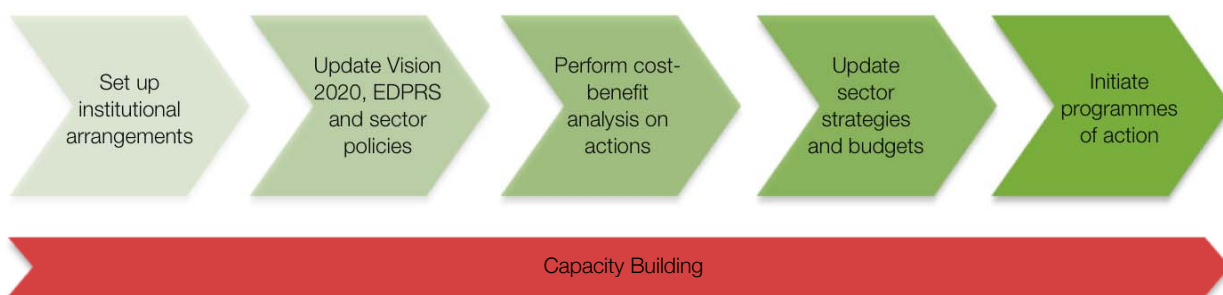 Set up
institutional
arrangements
Update Vision
2020, EDPRS
and sector
policies
Perform cost-
benefit
analysis on
actions
Update
sector
strategies
and budgets
Initiate
programmes
of action
Capacity Building